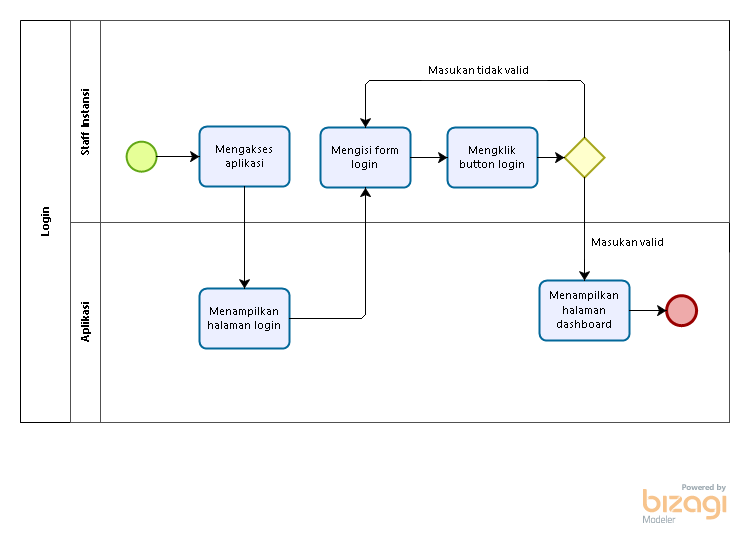 Login
Staff Instansi
Mengakses
aplikasi
Masukan tidak valid
Mengisi form
login
Mengklik
button login
Masukan valid
Aplikasi
Menampilkan
halaman login
Menampilkan
halaman
dashboard
Powered by
bizagi
Modeler